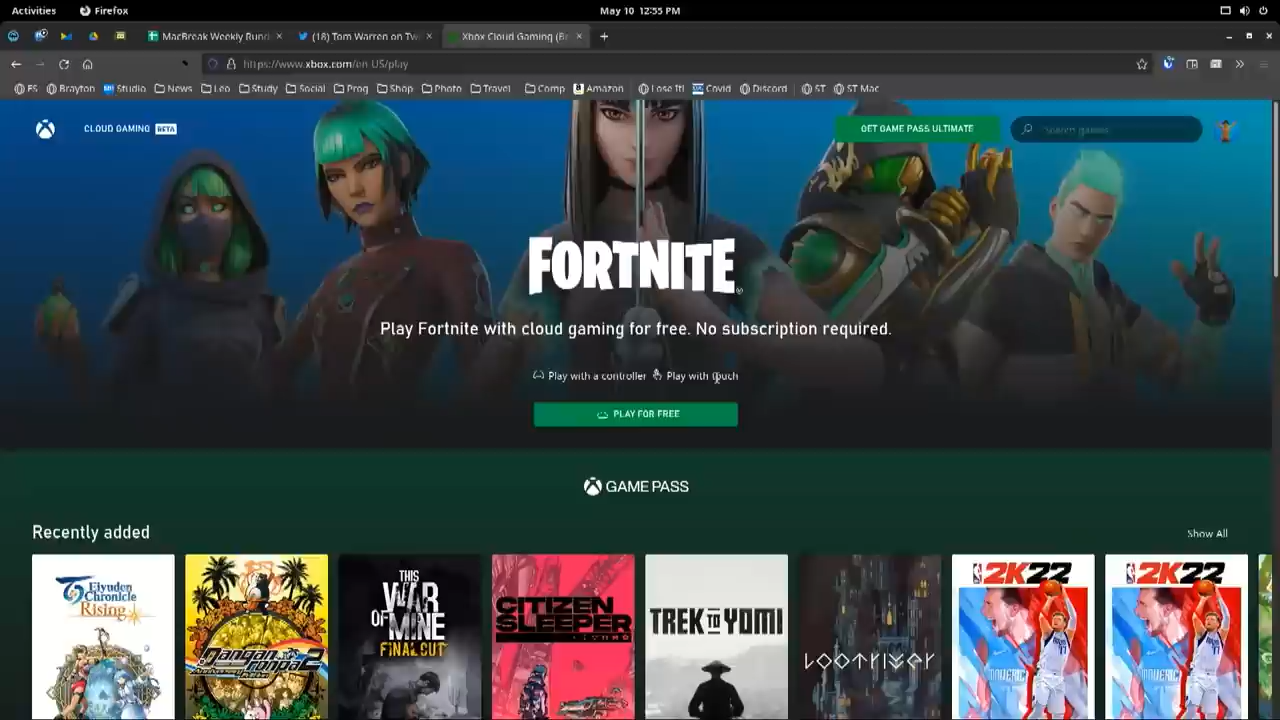 Activities
Firefox
May 10 12:55 PM
MacBreak Weekly Rund
(18) Tom Warren on Tw
Xbox Cloud Gaming (Be
https://www.xbox.com/en-US/play
FS
Brayton
Studio
News
Leo
Study
Social
Prog
Shop
Photo
Travel
Comp
Amazon
Lose It!
Covid
Discord
ST
ST Mac
CLOUD GAMING BETA
GET GAME PASS ULTIMATE
Search games
FORTNITE
Play Fortnite with cloud gaming for free. No subscription required.
Play with a controller
Play with touch
PLAY FOR FREE
GAME PASS
Recently added
Show All
Eiyuden
Chronicle
Rising
Danganronpa 2
THIS
WAR
OF MINE
FINAL CUT
CITIZEN
SLEEPER
TREK TO YOMI
LOOTRIVER
2K22
MAVERICKS
2K22
MAVERICKS